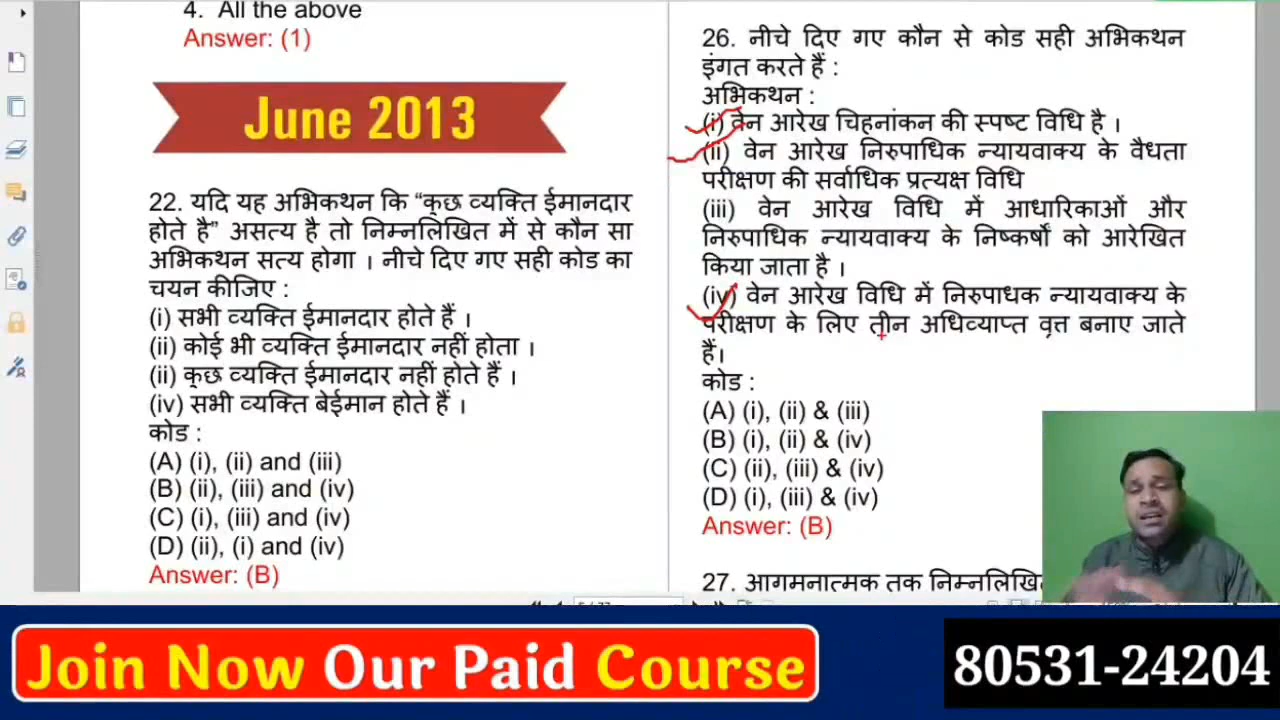 4. All the above
Answer: (1)
June 2013
22. यदि यह अभिकथन कि “कुछ व्यक्ति ईमानदार
होते है” असत्य है तो निम्नलिखित में से कौन सा
अभिकथन सत्य होगा । नीचे दिए गए सही कोड का
चयन कीजिए :
(i) सभी व्यक्ति ईमानदार होते हैं ।
(ii) कोई भी व्यक्ति ईमानदार नहीं होता ।
(ii) कुछ व्यक्ति ईमानदार नहीं होते हैं ।
(iv) सभी व्यक्ति बेईमान होते हैं ।
कोड :
(A) (i), (ii) and (iii)
(B) (ii), (iii) and (iv)
(C) (i), (iii) and (iv)
(D) (ii), (i) and (iv)
Answer: (B)
26. नीचे दिए गए कौन से कोड सही अभिकथन
इंगत करते हैं :
अभिकथन :
(i) वेन आरेख चिहनांकन की स्पष्ट विधि है ।
(ii) वेन आरेख निरुपाधिक न्यायवाक्य के वैधता
परीक्षण की सर्वाधिक प्रत्यक्ष विधि
(iii) वेन आरेख विधि में आधारिकाओं और
निरुपाधिक न्यायवाक्य के निष्कर्षों को आरेखित
किया जाता है ।
(iv) वेन आरेख विधि में निरुपाधक न्यायवाक्य के
परीक्षण के लिए तीन अधिव्याप्त वृत्त बनाए जाते
हैं।
कोड :
(A) (i), (ii) & (iii)
(B) (i), (ii) & (iv)
(C) (ii), (iii) & (iv)
(D) (i), (iii) & (iv)
Answer: (B)
27. आगमनात्मक तक
Join Now Our Paid Course
80531-24204